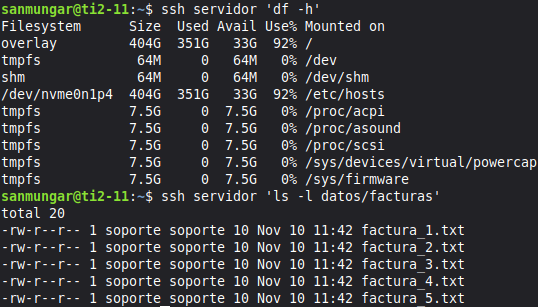 sanmungar@ti2-11:~$ ssh servidor 'df -h'
Filesystem      Size  Used Avail Use% Mounted on
overlay         404G  351G   33G  92% /
tmpfs            64M     0   64M   0% /dev
shm              64M     0   64M   0% /dev/shm
/dev/nvme0n1p4  404G  351G   33G  92% /etc/hosts
tmpfs           7.5G     0  7.5G   0% /proc/acpi
tmpfs           7.5G     0  7.5G   0% /proc/asound
tmpfs           7.5G     0  7.5G   0% /proc/scsi
tmpfs           7.5G     0  7.5G   0% /sys/devices/virtual/powercap
tmpfs           7.5G     0  7.5G   0% /sys/firmware
sanmungar@ti2-11:~$ ssh servidor 'ls -l datos/facturas'
total 20
-rw-r--r-- 1 soporte soporte 10 Nov 10 11:42 factura_1.txt
-rw-r--r-- 1 soporte soporte 10 Nov 10 11:42 factura_2.txt
-rw-r--r-- 1 soporte soporte 10 Nov 10 11:42 factura_3.txt
-rw-r--r-- 1 soporte soporte 10 Nov 10 11:42 factura_4.txt
-rw-r--r-- 1 soporte soporte 10 Nov 10 11:42 factura_5.txt